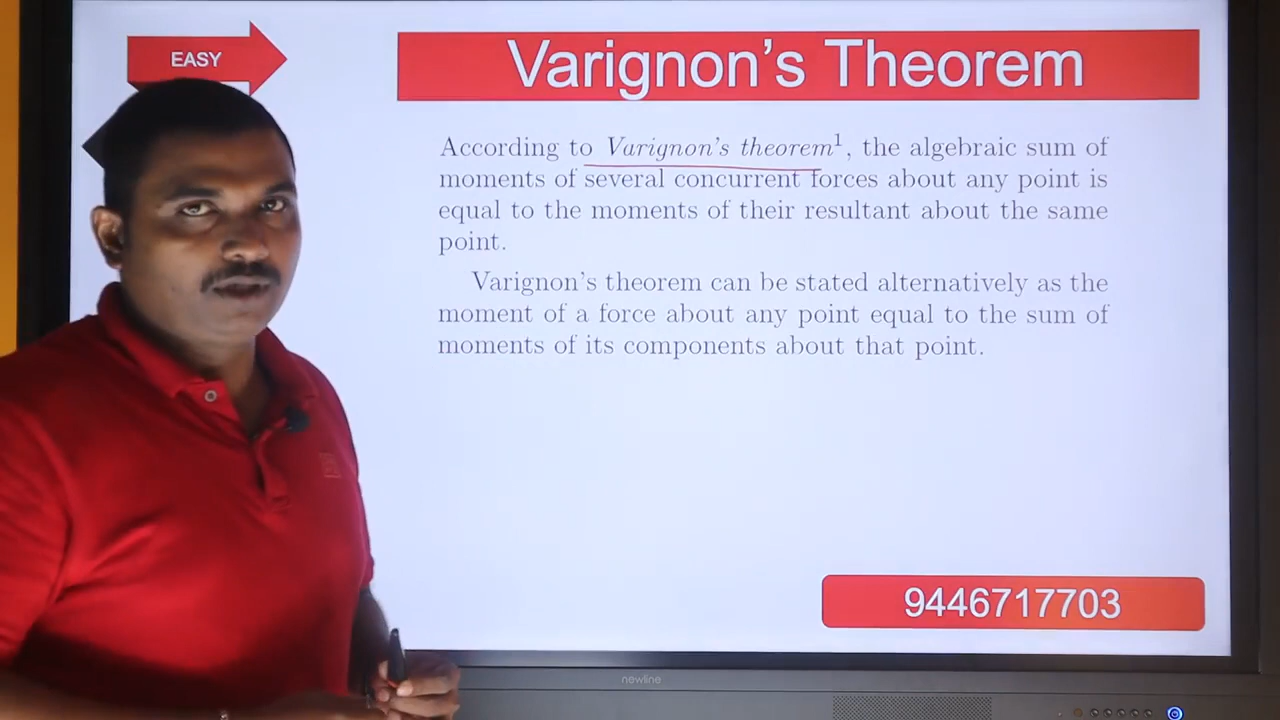 EASY
Varignon's Theorem
According to Varignon's theorem¹, the algebraic sum of
moments of several concurrent forces about any point is
equal to the moments of their resultant about the same
point.
Varignon's theorem can be stated alternatively as the
moment of a force about any point equal to the sum of
moments of its components about that point.
9446717703
newline